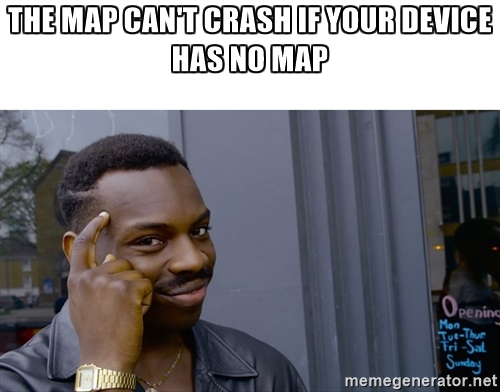 THE MAP CAN'T CRASH IF YOUR DEVICE
HAS NO MAP
Opening
Mon
Tue-Thur
Fri-Sat
Sunday
memegenerator.net